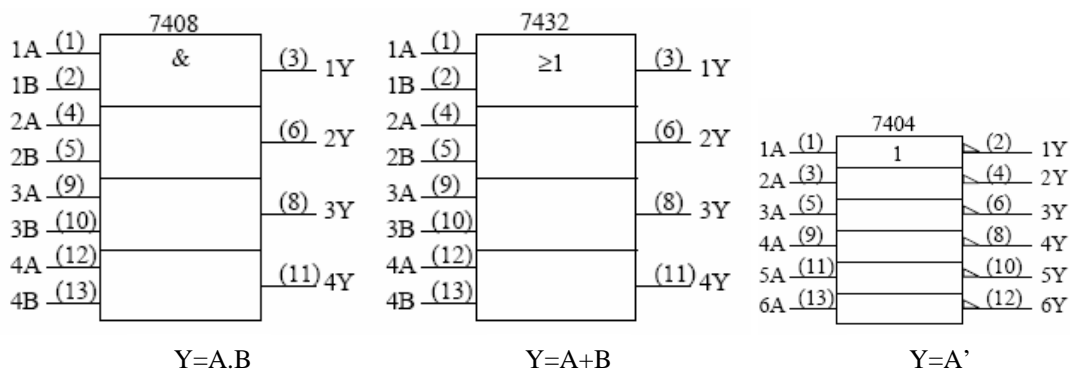 7408
&
1A (1)
1B (2)
2A (4)
2B (5)
3A (9)
3B (10)
4A (12)
4B (13)
(3) 1Y
(6) 2Y
(8) 3Y
(11) 4Y
Y=A.B
7432
≥1
1A (1)
1B (2)
2A (4)
2B (5)
3A (9)
3B (10)
4A (12)
4B (13)
(3) 1Y
(6) 2Y
(8) 3Y
(11) 4Y
Y=A+B
7404
1
1A (1)
2A (3)
3A (5)
4A (9)
5A (11)
6A (13)
(2) 1Y
(4) 2Y
(6) 3Y
(8) 4Y
(10) 5Y
(12) 6Y
Y=A’